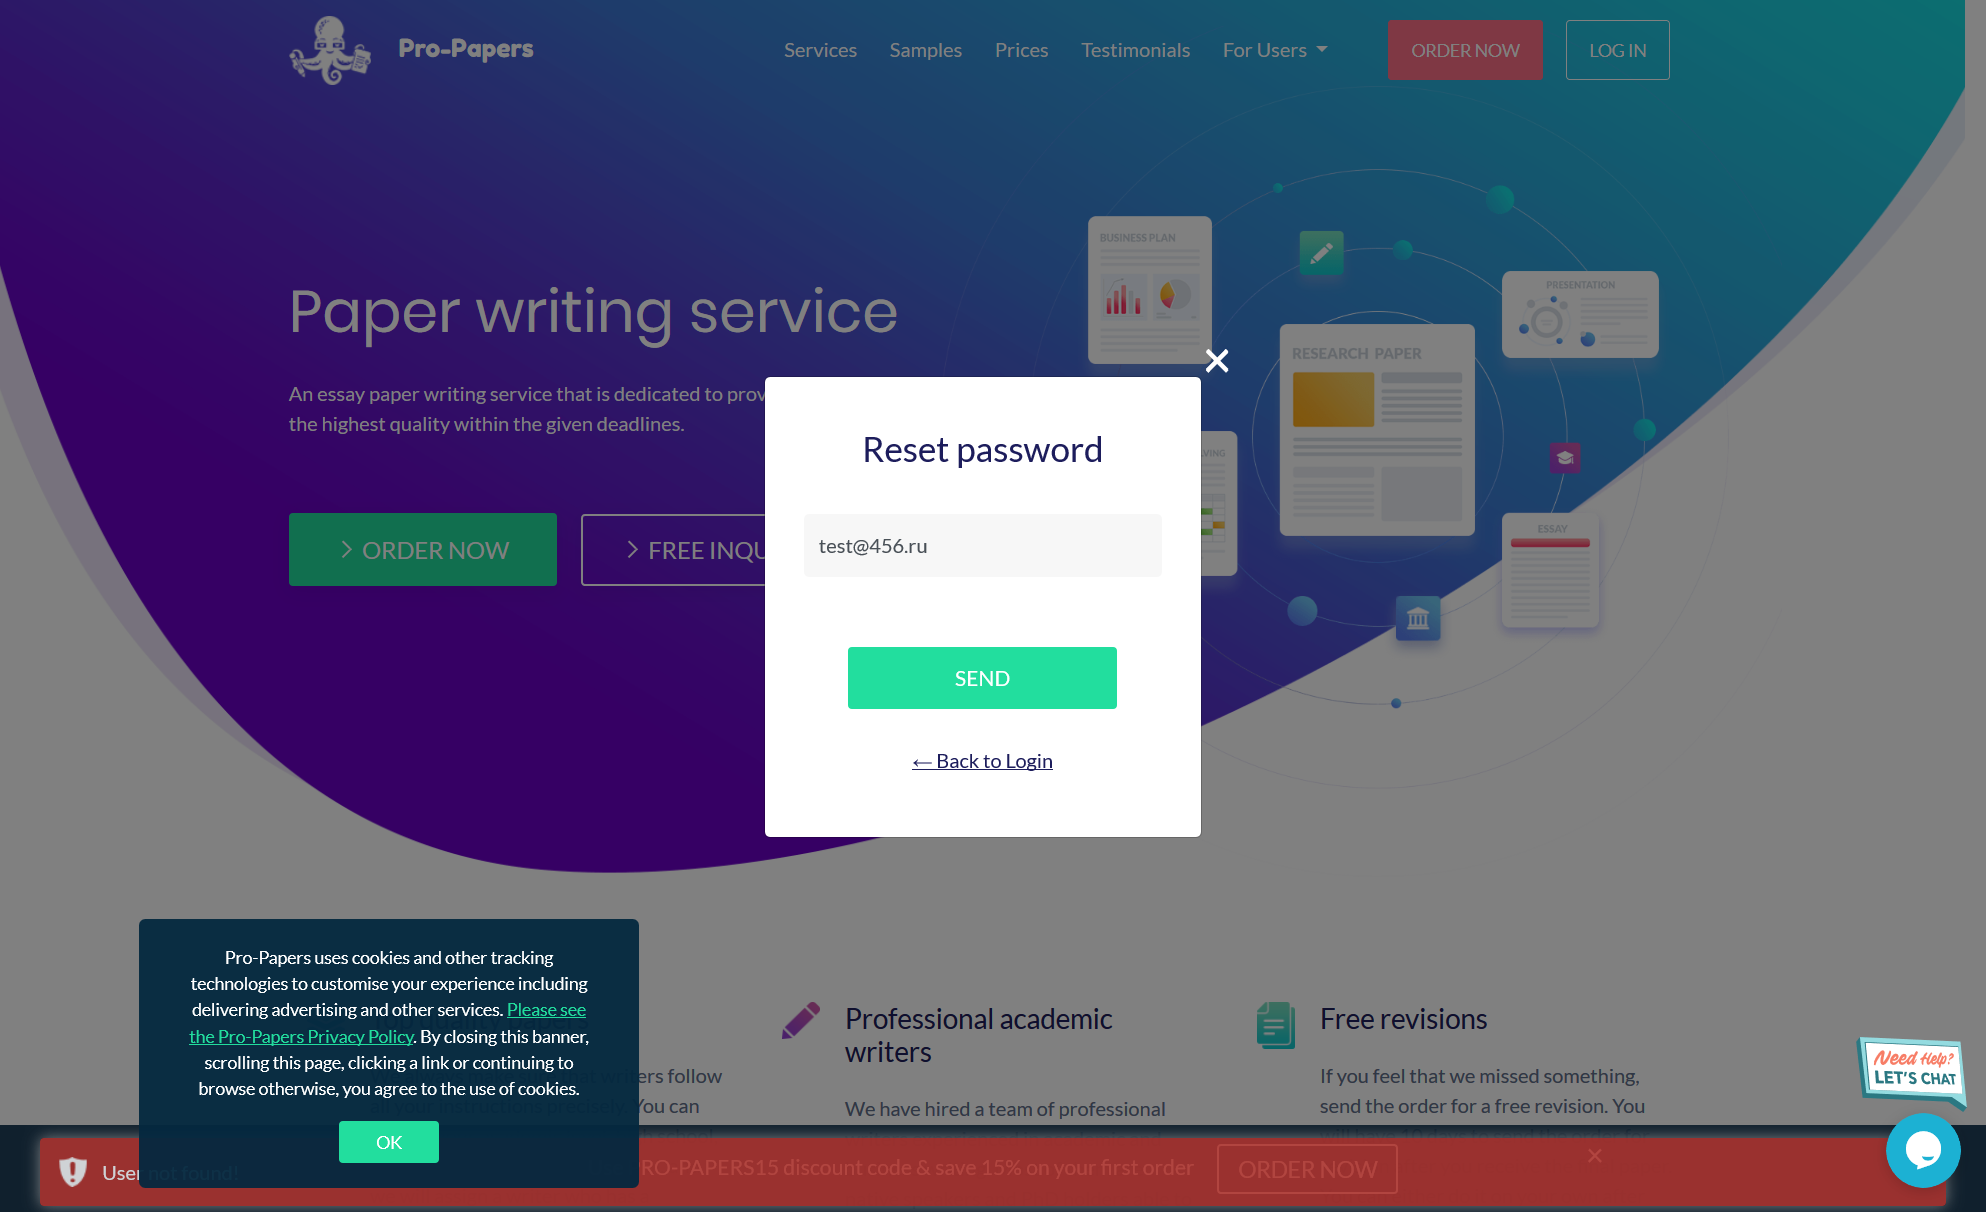 Pro-Papers
Services
Samples
Prices
Testimonials
For Users
ORDER NOW
LOG IN
Paper writing service
An essay paper writing service that is dedicated to prov
the highest quality within the given deadlines.
ORDER NOW
FREE INQU
BUSINESS PLAN
PRESENTATION
RESEARCH PAPER
LVING
ESSAY
Reset password
test@456.ru
SEND
← Back to Login
Pro-Papers uses cookies and other tracking
technologies to customise your experience including
delivering advertising and other services. Please see
the Pro-Papers Privacy Policy. By closing this banner,
scrolling this page, clicking a link or continuing to
browse otherwise, you agree to the use of cookies.
OK
ers follow
You can
Professional academic
writers
We have hired a team of professional
Free revisions
If you feel that we missed something,
send the order for a free revision. You
Need Help?
LET'S CHAT
User not found!
RO-PAPERS15 discount code & save 15% on your first order
ORDER NOW